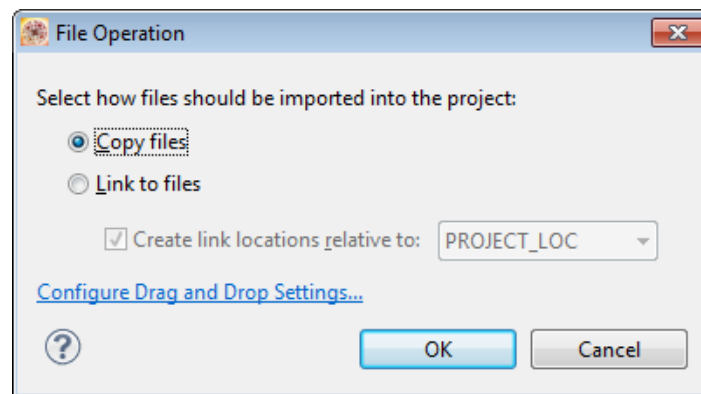 File Operation
Select how files should be imported into the project:
Copy files
Link to files
Create link locations relative to: PROJECT_LOC
Configure Drag and Drop Settings...
? OK Cancel